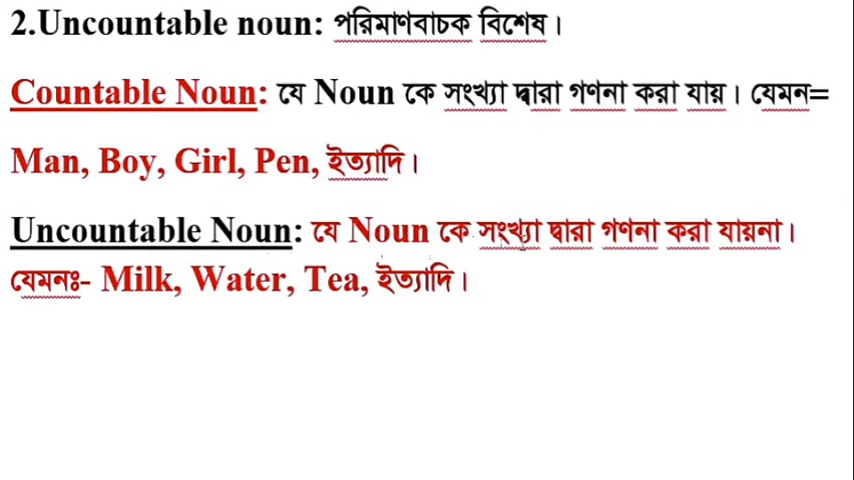 2.Uncountable noun: পরিমাণবাচক বিশেষ।
Countable Noun: যে Noun কে সংখ্যা দ্বারা গণনা করা যায়। যেমন=
Man, Boy, Girl, Pen, ইত্যাদি।
Uncountable Noun: যে Noun কে সংখ্যা দ্বারা গণনা করা যায়না।
যেমনঃ- Milk, Water, Tea, ইত্যাদি।